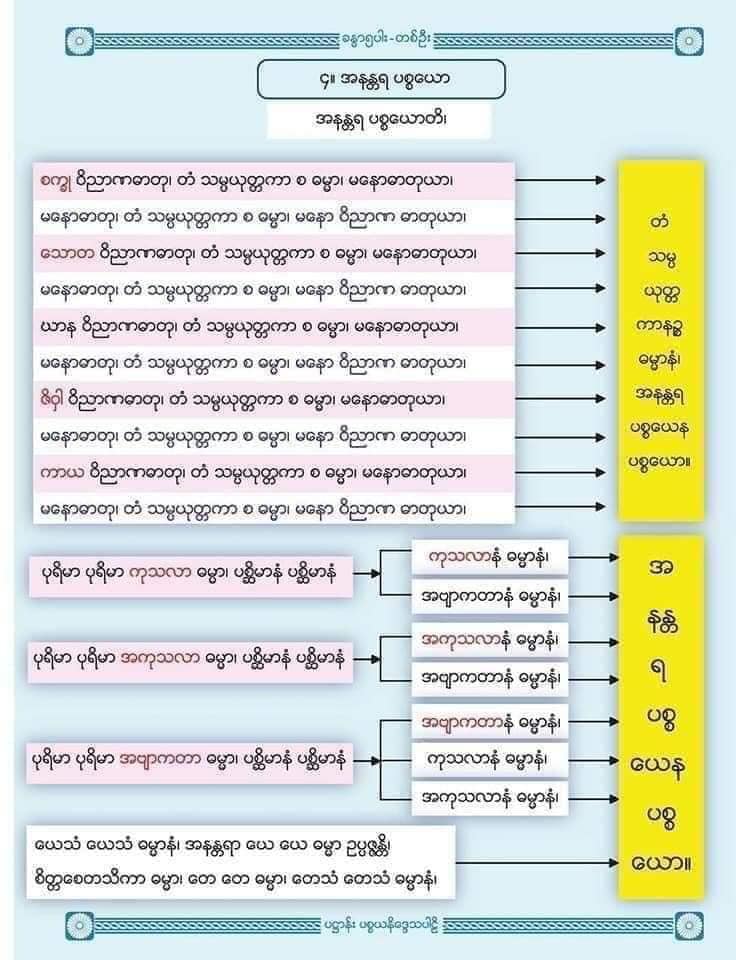 ခန္ဓာ၅ပါး-တစ်ဦး
၄။ အနန္တရ ပစ္စယော
အနန္တရ ပစ္စယောတိ၊
စက္ခု ဝိညာဏဓာတု၊ တံ သမ္ပယုတ္တကာ စ ဓမ္မာ၊ မနောဓာတုယာ၊
မနောဓာတု၊ တံ သမ္ပယုတ္တကာ စ ဓမ္မာ၊ မနော ဝိညာဏ ဓာတုယာ၊
သောတ ဝိညာဏဓာတု၊ တံ သမ္ပယုတ္တကာ စ ဓမ္မာ၊ မနောဓာတုယာ၊
မနောဓာတု၊ တံ သမ္ပယုတ္တကာ စ ဓမ္မာ၊ မနော ဝိညာဏ ဓာတုယာ၊
ဃာန ဝိညာဏဓာတု၊ တံ သမ္ပယုတ္တကာ စ ဓမ္မာ၊ မနောဓာတုယာ၊
မနောဓာတု၊ တံ သမ္ပယုတ္တကာ စ ဓမ္မာ၊ မနော ဝိညာဏ ဓာတုယာ၊
ဇိဝှါ ဝိညာဏဓာတု၊ တံ သမ္ပယုတ္တကာ စ ဓမ္မာ၊ မနောဓာတုယာ၊
မနောဓာတု၊ တံ သမ္ပယုတ္တကာ စ ဓမ္မာ၊ မနော ဝိညာဏ ဓာတုယာ၊
ကာယ ဝိညာဏဓာတု၊ တံ သမ္ပယုတ္တကာ စ ဓမ္မာ၊ မနောဓာတုယာ၊
မနောဓာတု၊ တံ သမ္ပယုတ္တကာ စ ဓမ္မာ၊ မနော ဝိညာဏ ဓာတုယာ၊
တံ
သမ္ပ
ယုတ္တ
ကာနဉ္စ
ဓမ္မာနံ၊
အနန္တရ
ပစ္စယေန
ပစ္စယော။
ပုရိမာ ပုရိမာ ကုသလာ ဓမ္မာ၊ ပစ္ဆိမာနံ ပစ္ဆိမာနံ
ကုသလာနံ ဓမ္မာနံ၊
အဗျာကတာနံ ဓမ္မာနံ၊
ပုရိမာ ပုရိမာ အကုသလာ ဓမ္မာ၊ ပစ္ဆိမာနံ ပစ္ဆိမာနံ
အကုသလာနံ ဓမ္မာနံ၊
အဗျာကတာနံ ဓမ္မာနံ၊
ပုရိမာ ပုရိမာ အဗျာကတာ ဓမ္မာ၊ ပစ္ဆိမာနံ ပစ္ဆိမာနံ
အဗျာကတာနံ ဓမ္မာနံ၊
ကုသလာနံ ဓမ္မာနံ၊
အကုသလာနံ ဓမ္မာနံ၊
ယေသံ ယေသံ ဓမ္မာနံ၊ အနန္တရာ ယေ ယေ ဓမ္မာ ဥပ္ပဇ္ဇန္တိ၊
စိတ္တစေတသိကာ ဓမ္မာ၊ တေ တေ ဓမ္မာ၊ တေသံ တေသံ ဓမ္မာနံ၊
အ
နန္တ
ရ
ပစ္စ
ယေန
ပစ္စ
ယော။
ပဋ္ဌာန်း ပစ္စယနိဒ္ဒေသပါဠိ